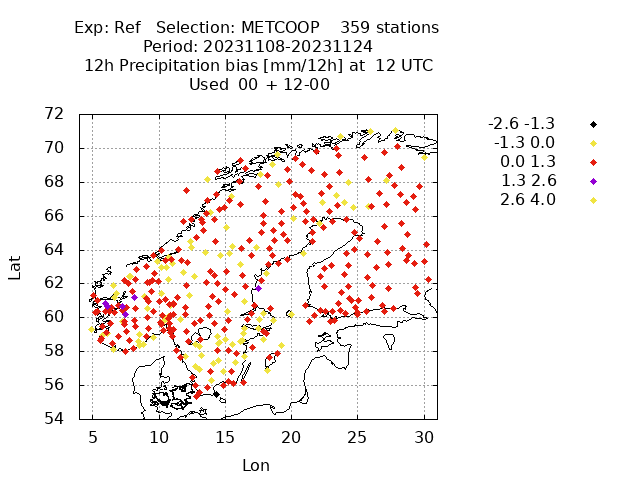 Exp: Ref   Selection: METCOOP    359 stations
Period: 20231108-20231124
12h Precipitation bias [mm/12h] at  12 UTC
Used  00 + 12-00
72
70
68
66
64
62
60
58
56
54
5 10 15 20 25 30
Lat
Lon
-2.6 -1.3
-1.3 0.0
0.0 1.3
1.3 2.6
2.6 4.0